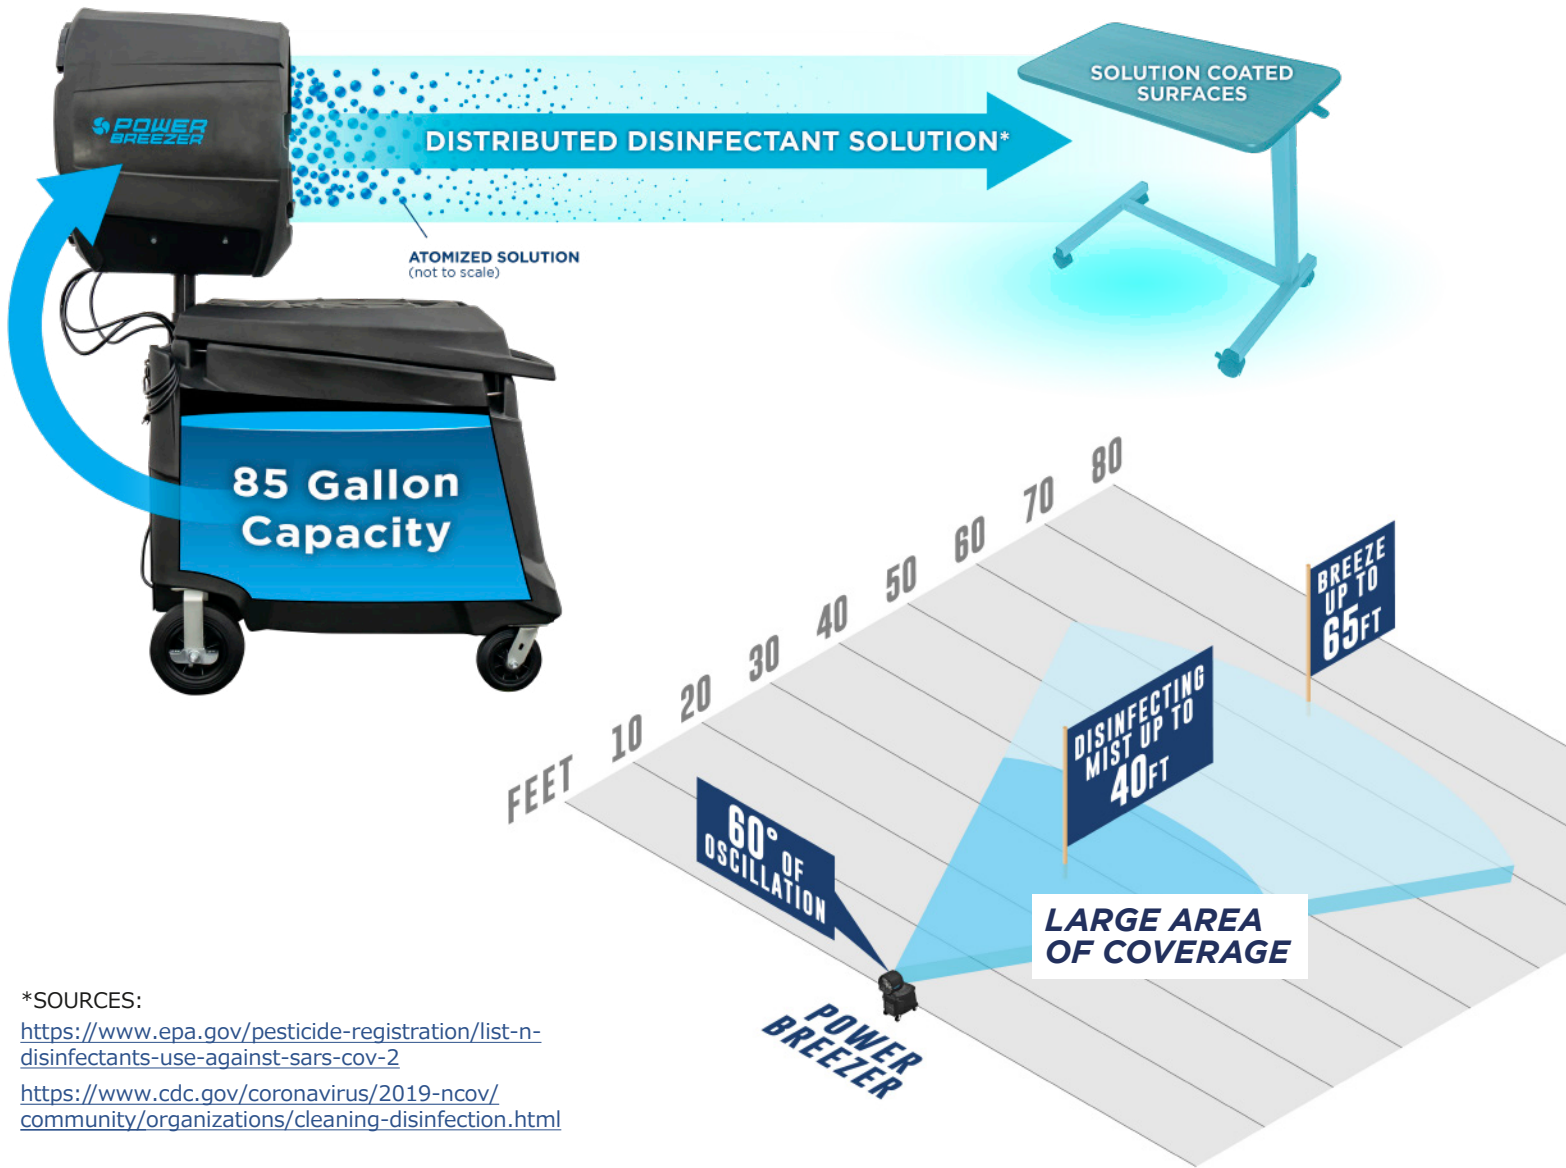 POWER
BREEZER
DISTRIBUTED DISINFECTANT SOLUTION*
SOLUTION COATED
SURFACES
ATOMIZED SOLUTION
(not to scale)
85 Gallon
Capacity
FEET 10 20 30 40 50 60 70 80
BREEZE
UP TO
65FT
DISINFECTING
MIST UP TO
40FT
60° OF
OSCILLATION
LARGE AREA
OF COVERAGE
POWER
BREEZER
*SOURCES:
https://www.epa.gov/pesticide-registration/list-n-
disinfectants-use-against-sars-cov-2
https://www.cdc.gov/coronavirus/2019-ncov/
community/organizations/cleaning-disinfection.html